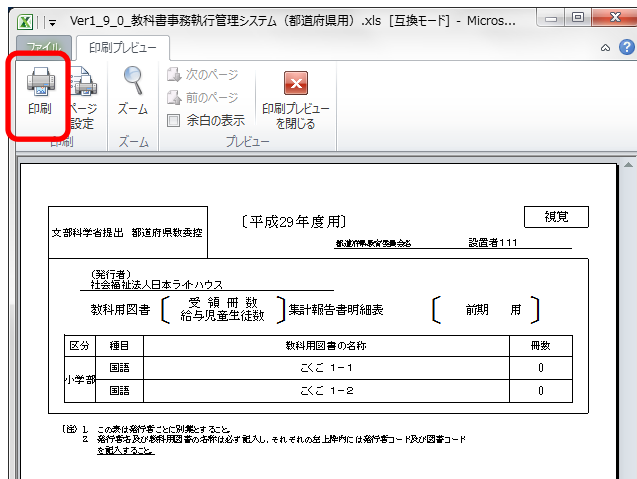 Ver1_9_0_教科書事務執行管理システム（都道府県用）.xls [互換モード] - Micros...
ファイル 印刷プレビュー
印刷 ページ設定 ズーム 次のページ 前のページ 余白の表示 印刷プレビューを閉じる
印刷 ズーム プレビュー
文部科学省提出 都道府県教委控
〔平成29年度用〕
視覚
都道府県教育委員会名 設置者111
(発行者)
社会福祉法人日本ライトハウス
教科用図書 〔 受領冊数 給与児童生徒数 〕 集計報告書明細表 〔 前期 用 〕
区分 種目 教科用図書の名称 冊数
小学部 国語 こくご 1-1 0
国語 こくご 1-2 0
(注) 1. この表は発行者ごとに別葉とすること。
2. 発行者名及び教科用図書の名称は必ず記入し、それぞれの左上枠内には発行者コード及び図書コード
を記入すること。